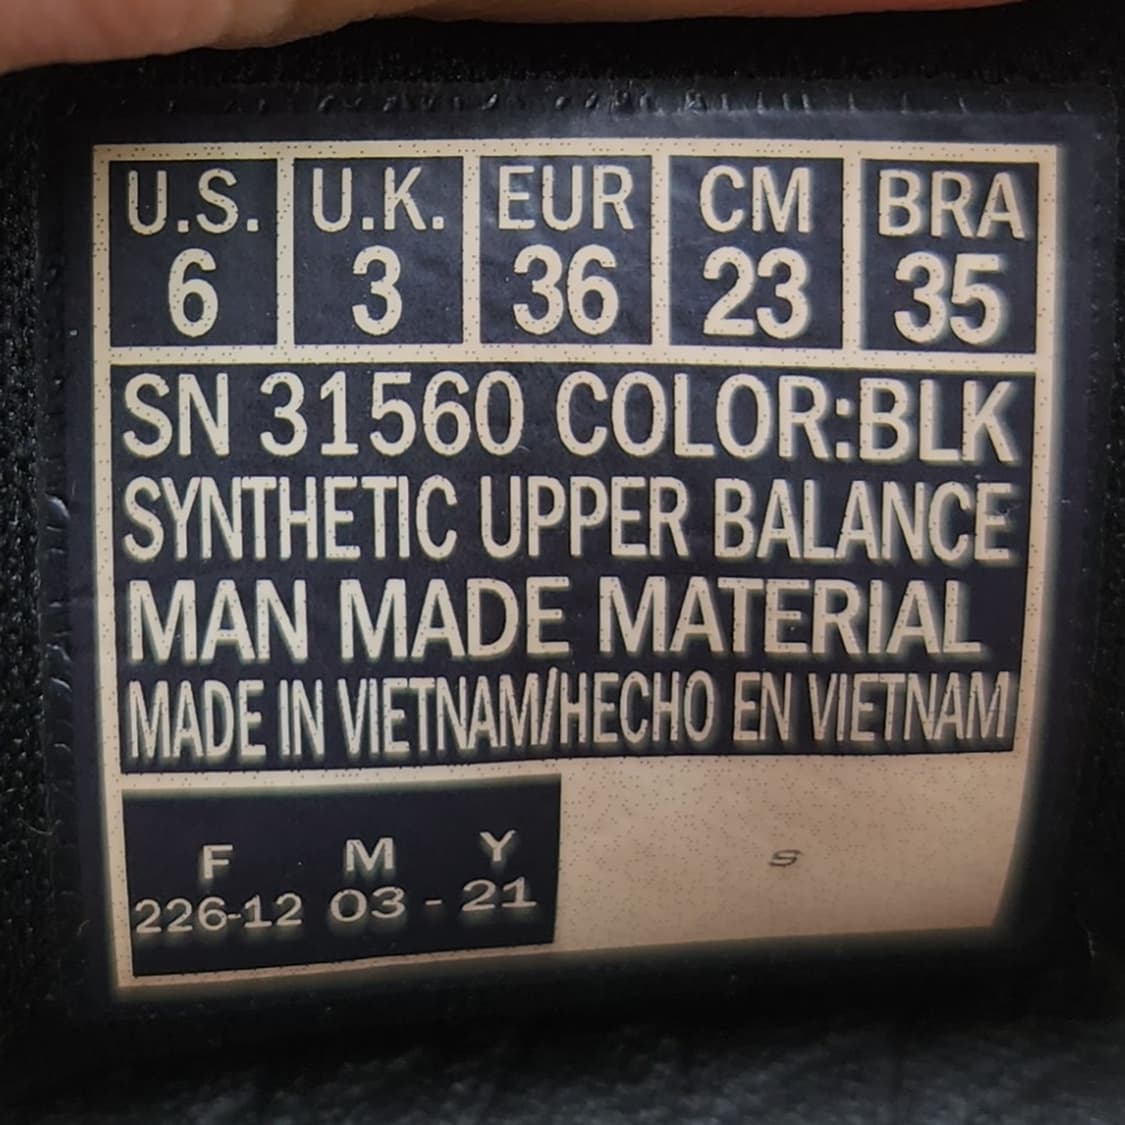 U.S. U.K. EUR CM BRA
6 3 36 23 35
SN 31560 COLOR:BLK
SYNTHETIC UPPER BALANCE
MAN MADE MATERIAL
MADE IN VIETNAM/HECHO EN VIETNAM
F M Y
226-12 03 - 21
S